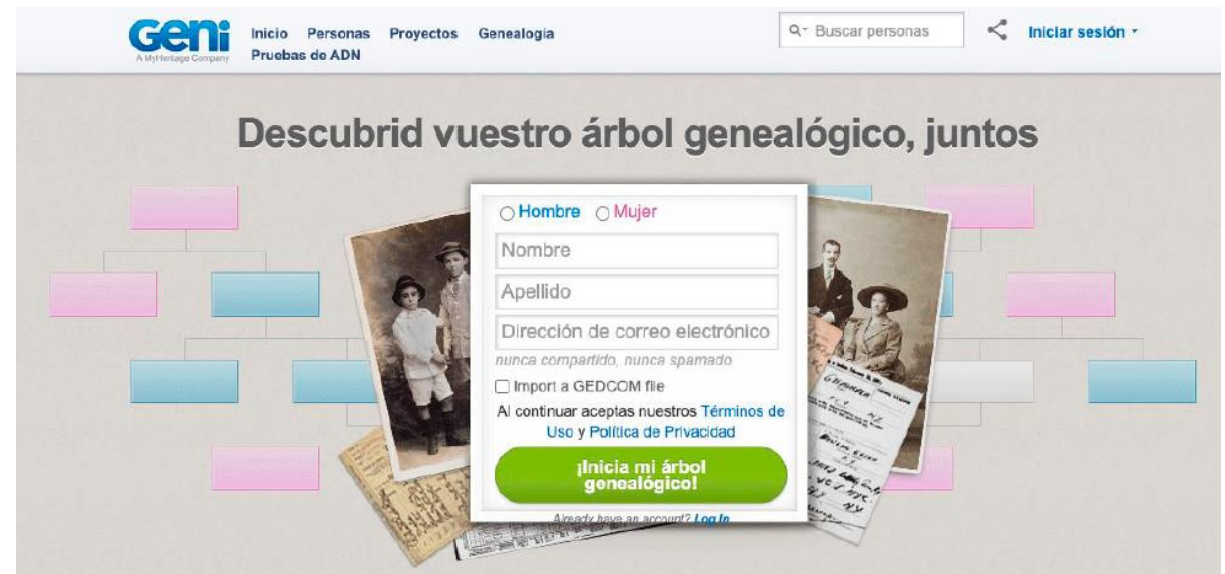 Geni
A MyHeritage Company
Inicio Personas Proyectos Genealogia
Pruebas de ADN
Buscar personas
Iniciar sesión
Descubrid vuestro árbol genealógico, juntos
Hombre Mujer
Nombre
Apellido
Dirección de correo electrónico
nunca compartido, nunca spamado
Import a GEDCOM file
Al continuar aceptas nuestros Términos de
Uso y Política de Privacidad
¡Inicia mi árbol
genealógico!
Already have an account? Log In